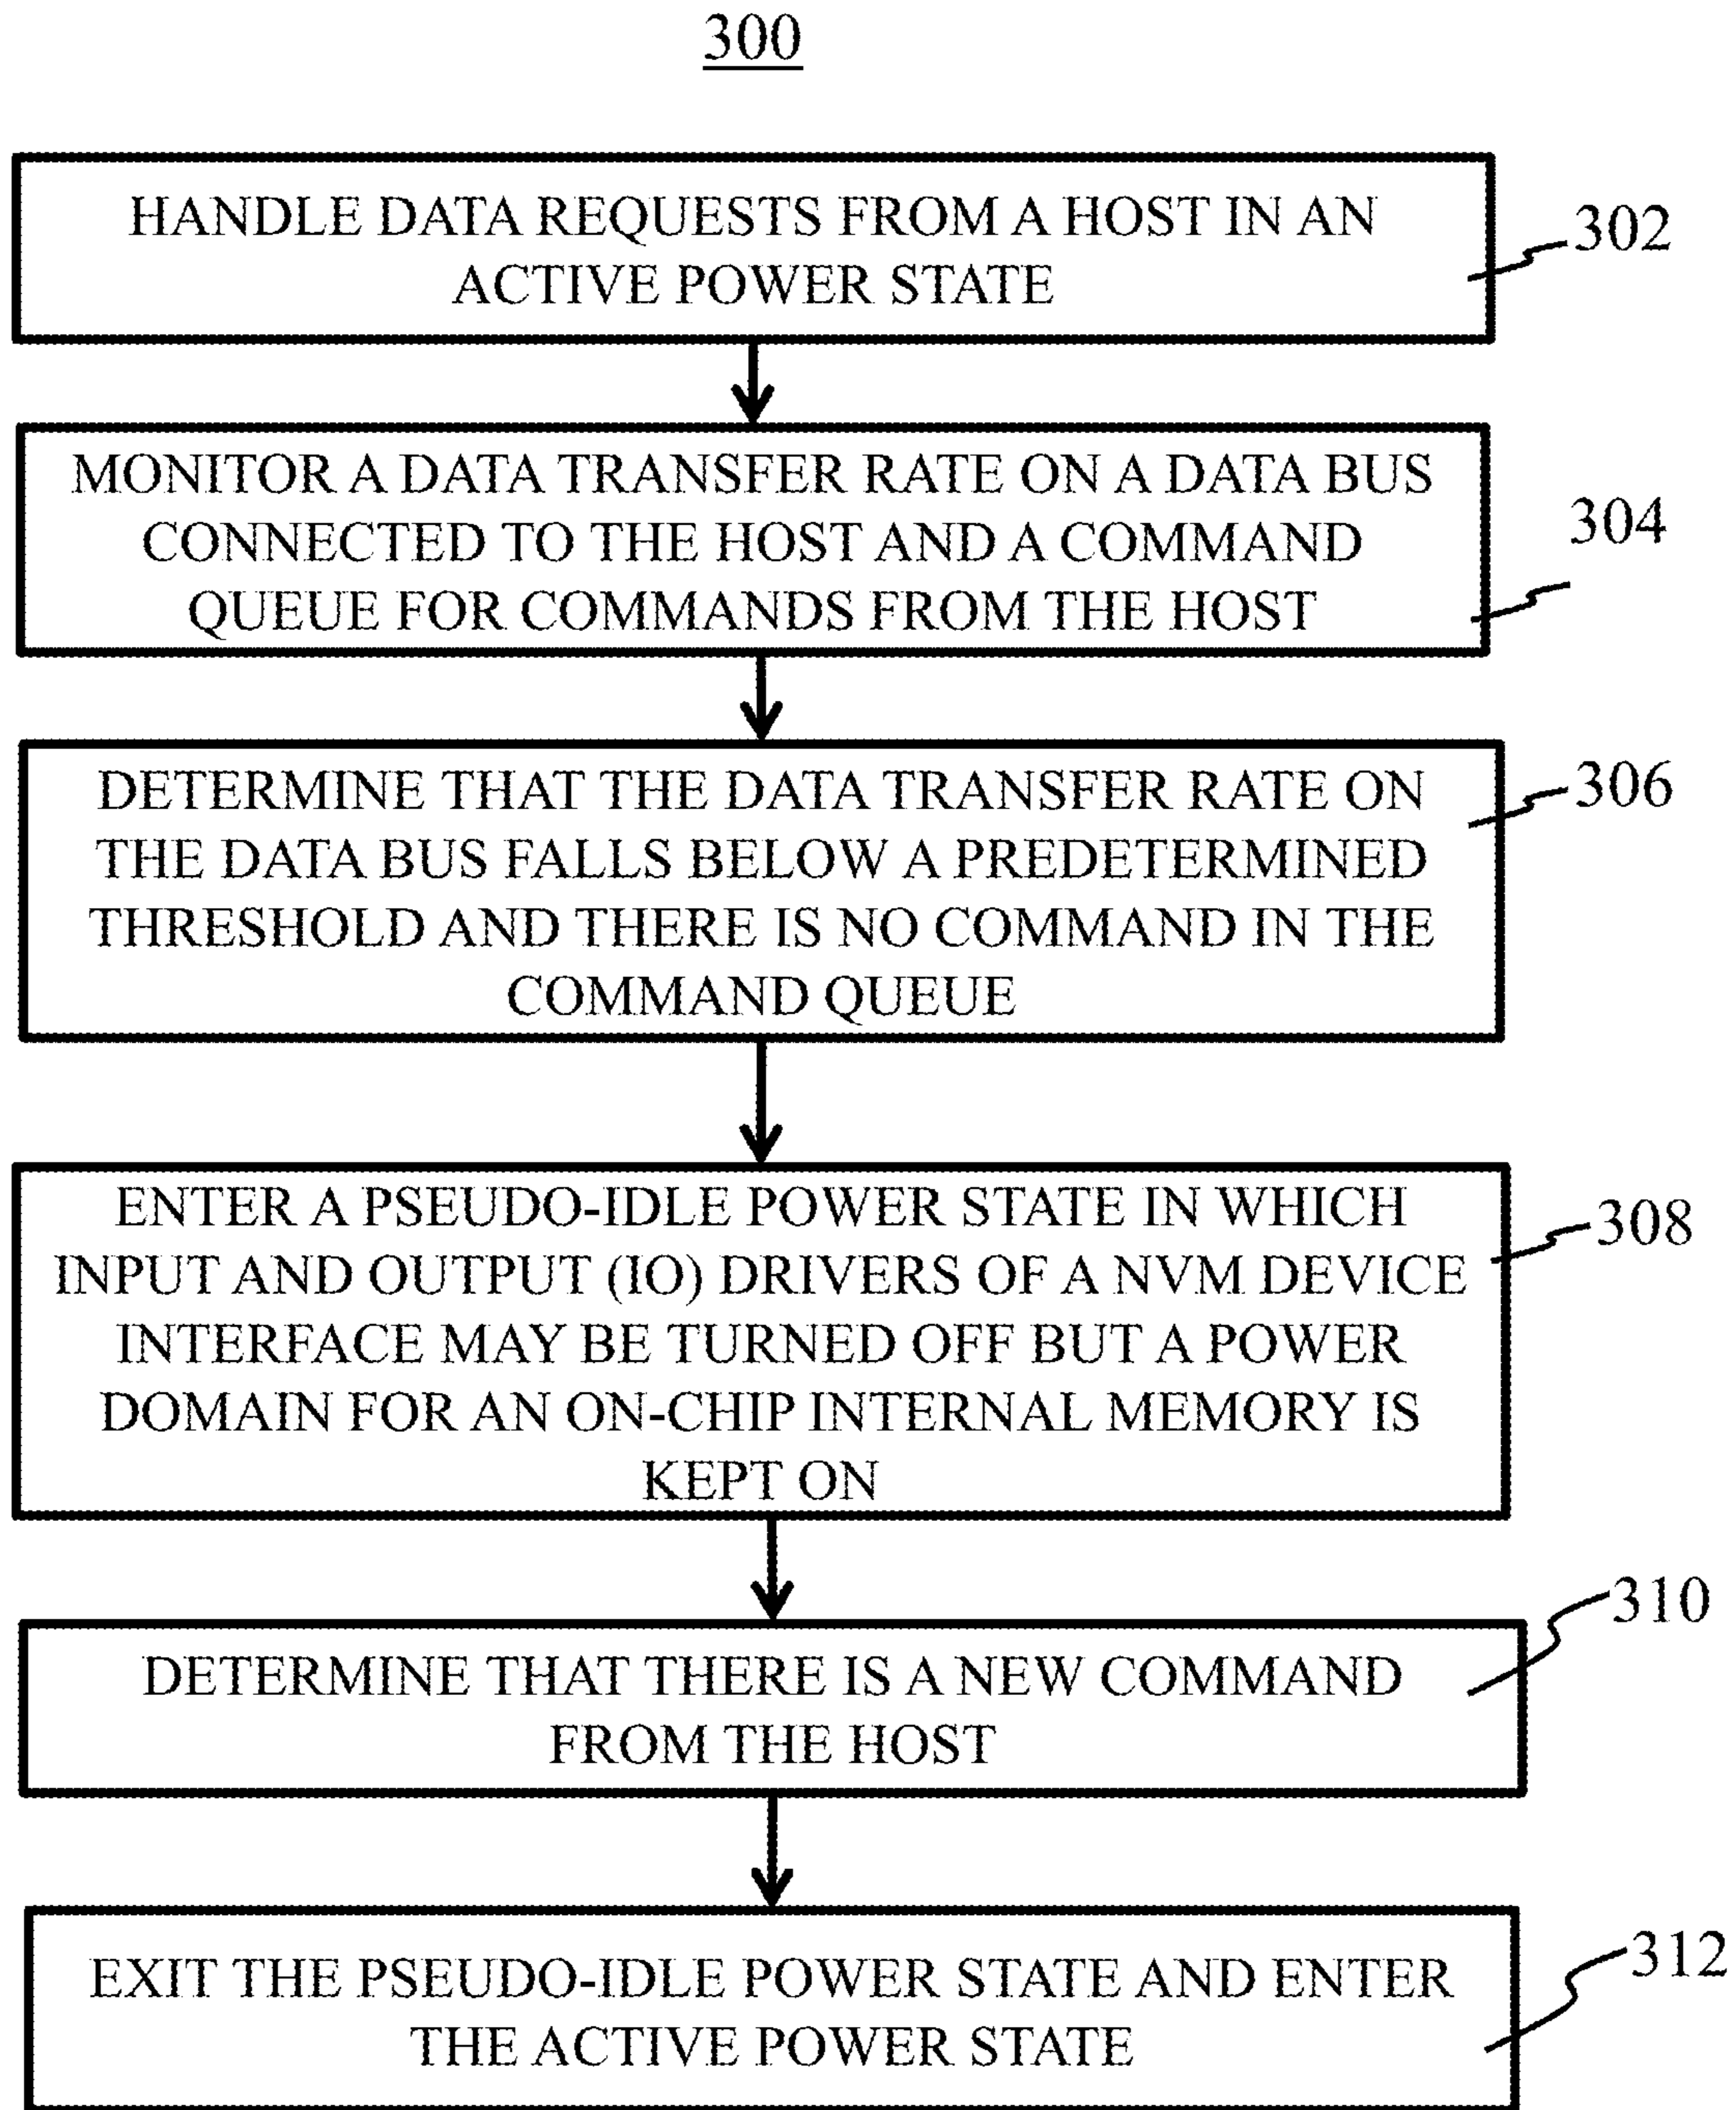 300
HANDLE DATA REQUESTS FROM A HOST IN AN
ACTIVE POWER STATE
302
MONITOR A DATA TRANSFER RATE ON A DATA BUS
CONNECTED TO THE HOST AND A COMMAND
QUEUE FOR COMMANDS FROM THE HOST
304
DETERMINE THAT THE DATA TRANSFER RATE ON
THE DATA BUS FALLS BELOW A PREDETERMINED
THRESHOLD AND THERE IS NO COMMAND IN THE
COMMAND QUEUE
306
ENTER A PSEUDO-IDLE POWER STATE IN WHICH
INPUT AND OUTPUT (IO) DRIVERS OF A NVM DEVICE
INTERFACE MAY BE TURNED OFF BUT A POWER
DOMAIN FOR AN ON-CHIP INTERNAL MEMORY IS
KEPT ON
308
DETERMINE THAT THERE IS A NEW COMMAND
FROM THE HOST
310
EXIT THE PSEUDO-IDLE POWER STATE AND ENTER
THE ACTIVE POWER STATE
312